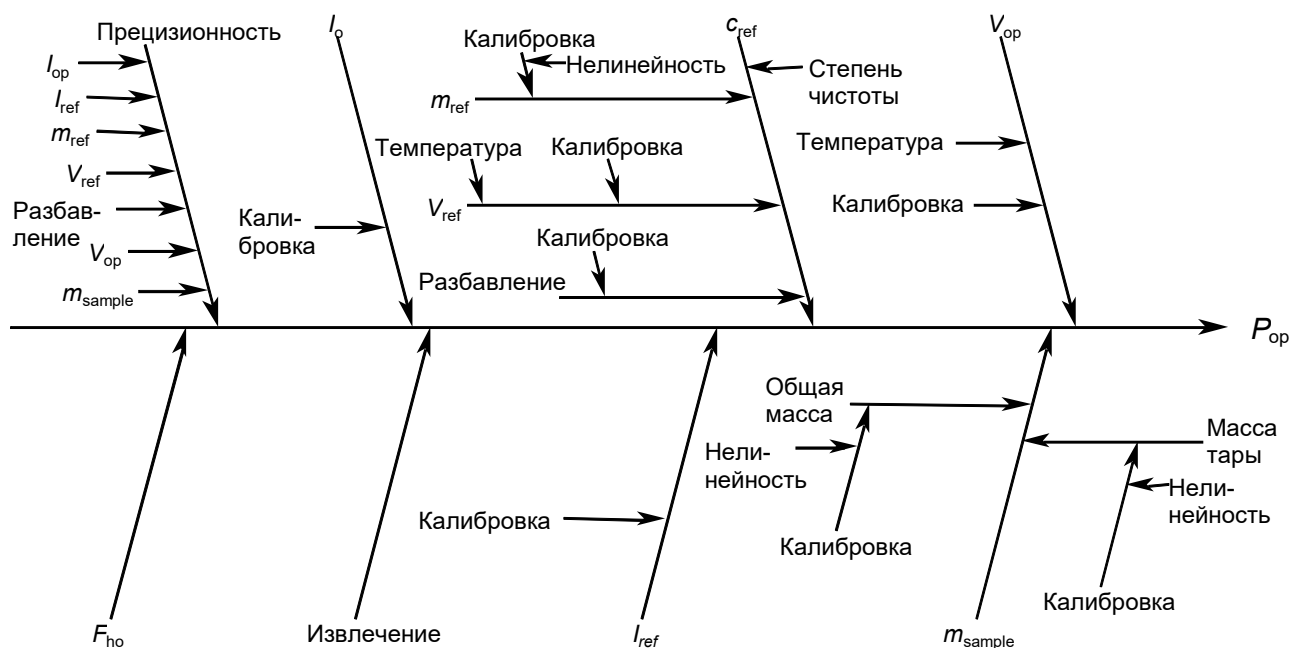 Прецизионность
I_op
I_ref
m_ref
V_ref
Разбав-
ление
V_op
m_sample
I_o
Кали-
бровка
c_ref
Калибровка
Нелинейность
m_ref
Степень
чистоты
Температура
Калибровка
V_ref
Калибровка
Разбавление
V_op
Температура
Калибровка
P_op
F_ho
Извлечение
I_ref
Калибровка
m_sample
Общая
масса
Нели-
нейность
Калибровка
Масса
тары
Нели-
нейность
Калибровка